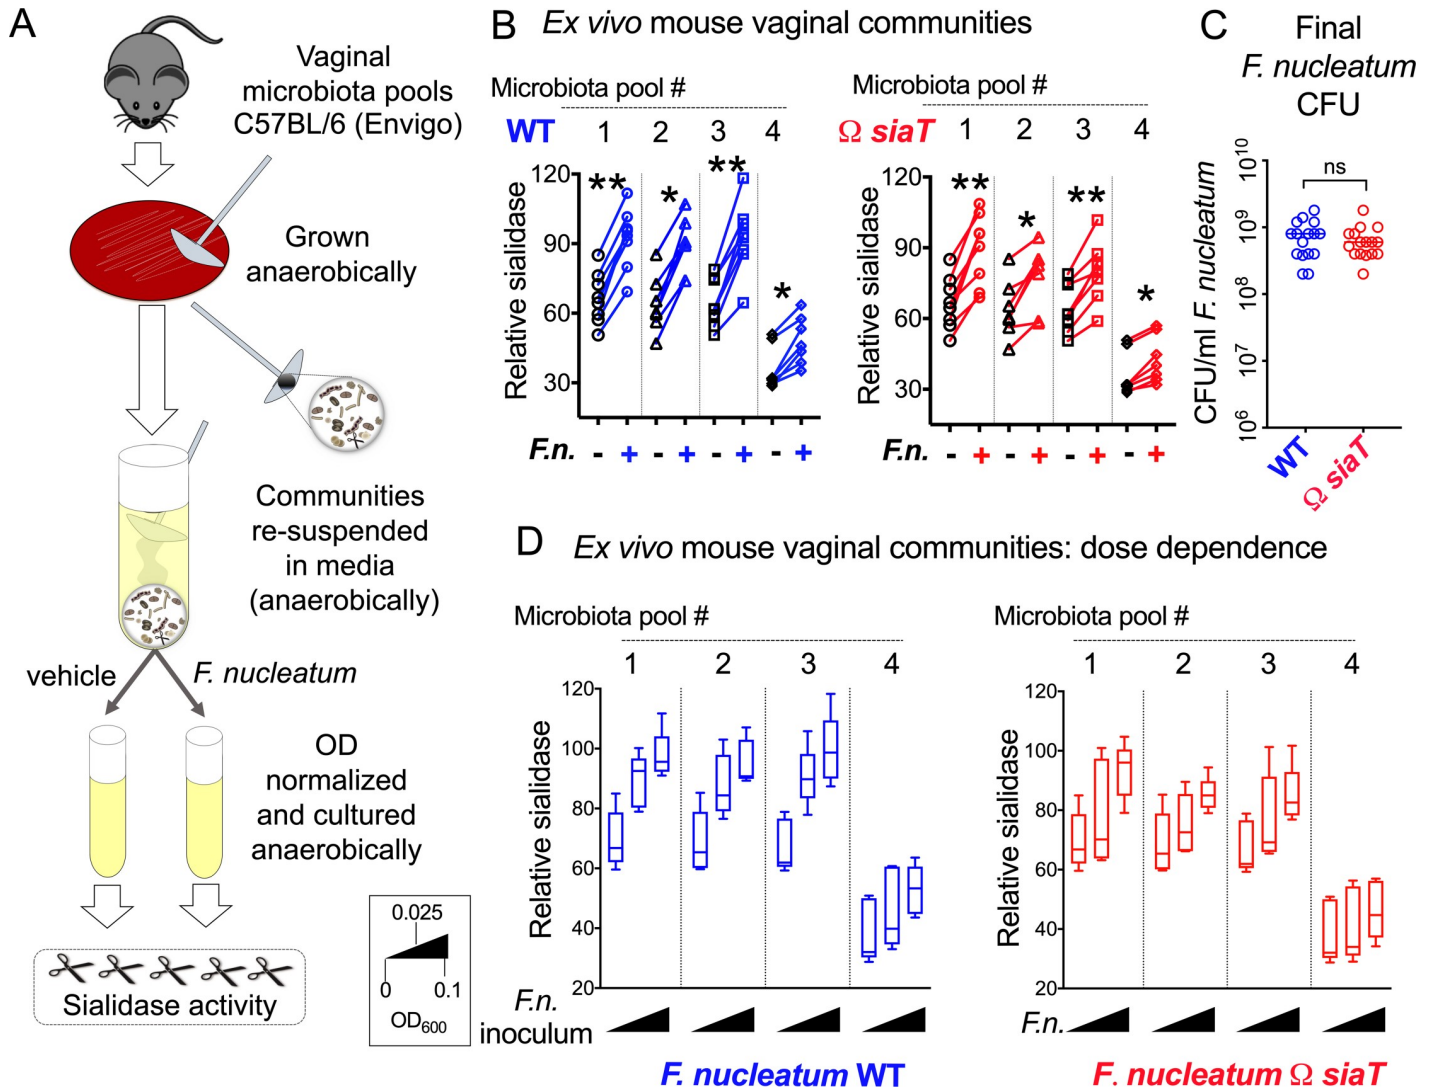 A
Vaginal
microbiota pools
C57BL/6 (Envigo)
Grown
anaerobically
Communities
re-suspended
in media
(anaerobically)
vehicle
F. nucleatum
OD
normalized
and cultured
anaerobically
Sialidase activity
0.025
0 0.1
OD600
B Ex vivo mouse vaginal communities
Microbiota pool #
WT 1 2 3 4
Relative sialidase
120
90
60
30
** * ** *
F.n. - + - + - + - +
Microbiota pool #
Ω siaT 1 2 3 4
Relative sialidase
120
90
60
30
** * ** *
F.n. - + - + - + - +
C Final
F. nucleatum
CFU
CFU/ml F. nucleatum
10^10
10^9
10^8
10^7
10^6
ns
WT
Ω siaT
D Ex vivo mouse vaginal communities: dose dependence
Microbiota pool #
1 2 3 4
Relative sialidase
120
100
80
60
40
20
F.n.
inoculum
F. nucleatum WT
Microbiota pool #
1 2 3 4
Relative sialidase
120
100
80
60
40
20
F.n.
F. nucleatum Ω siaT